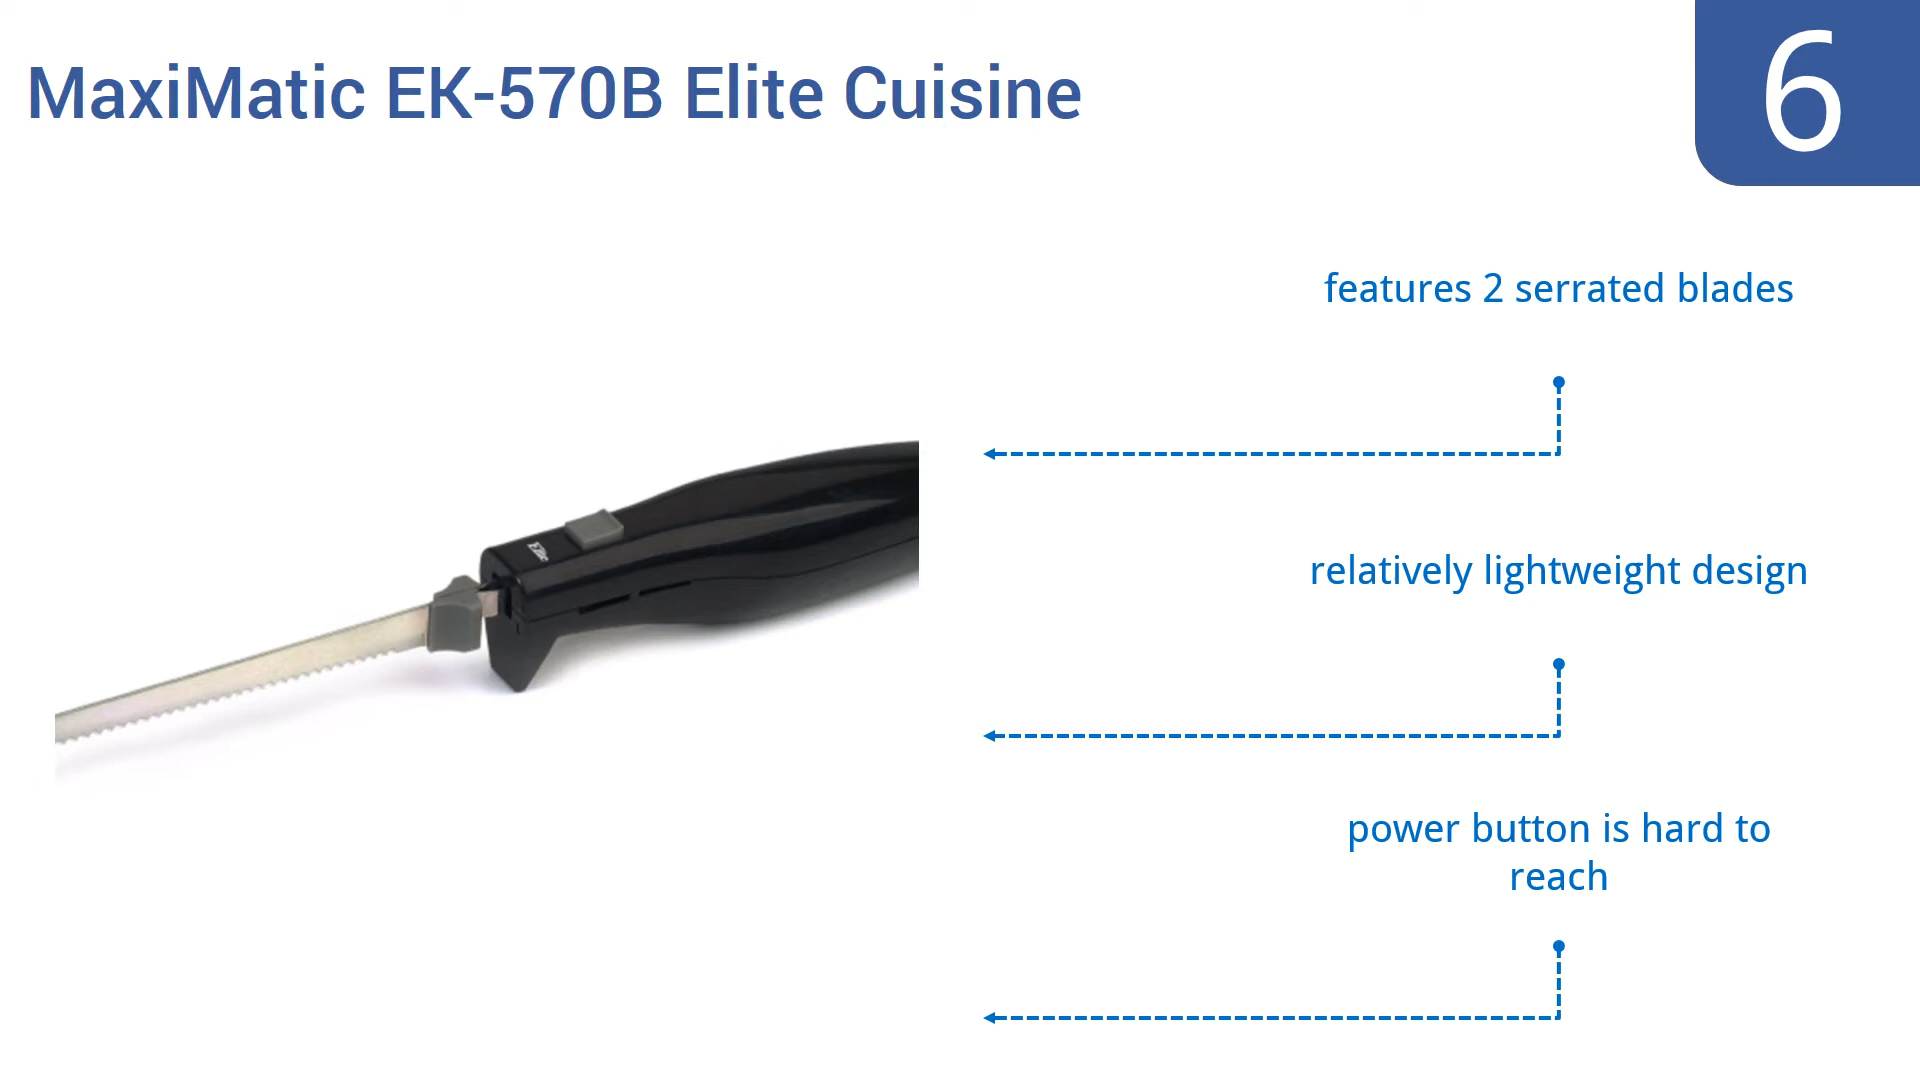 MaxiMatic EK-570B Elite Cuisine
6
features 2 serrated blades
relatively lightweight design
power button is hard to
reach
Elite